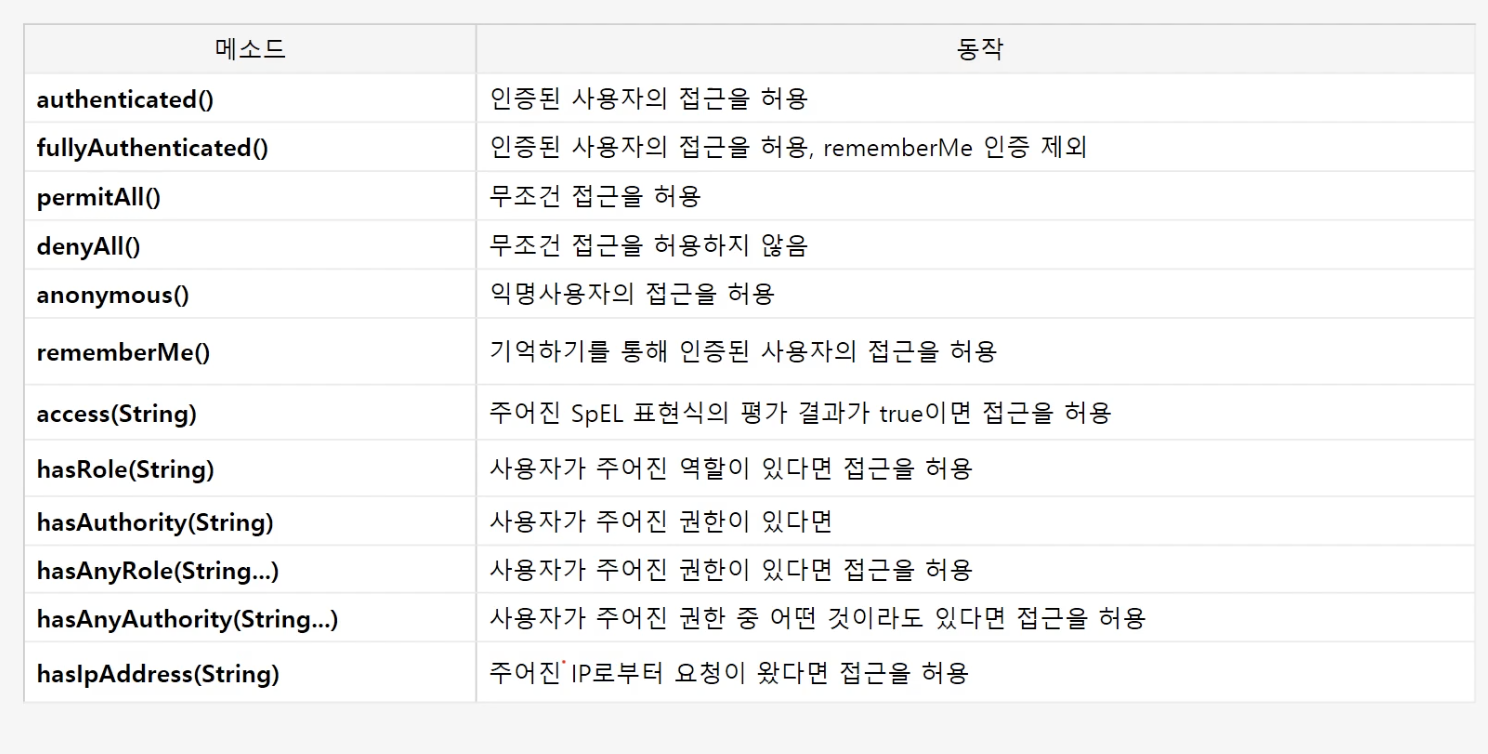 메소드 동작
authenticated() 인증된 사용자의 접근을 허용
fullyAuthenticated() 인증된 사용자의 접근을 허용, rememberMe 인증 제외
permitAll() 무조건 접근을 허용
denyAll() 무조건 접근을 허용하지 않음
anonymous() 익명사용자의 접근을 허용
rememberMe() 기억하기를 통해 인증된 사용자의 접근을 허용
access(String) 주어진 SpEL 표현식의 평가 결과가 true이면 접근을 허용
hasRole(String) 사용자가 주어진 역할이 있다면 접근을 허용
hasAuthority(String) 사용자가 주어진 권한이 있다면
hasAnyRole(String...) 사용자가 주어진 권한이 있다면 접근을 허용
hasAnyAuthority(String...) 사용자가 주어진 권한 중 어떤 것이라도 있다면 접근을 허용
hasIpAddress(String) 주어진 IP로부터 요청이 왔다면 접근을 허용